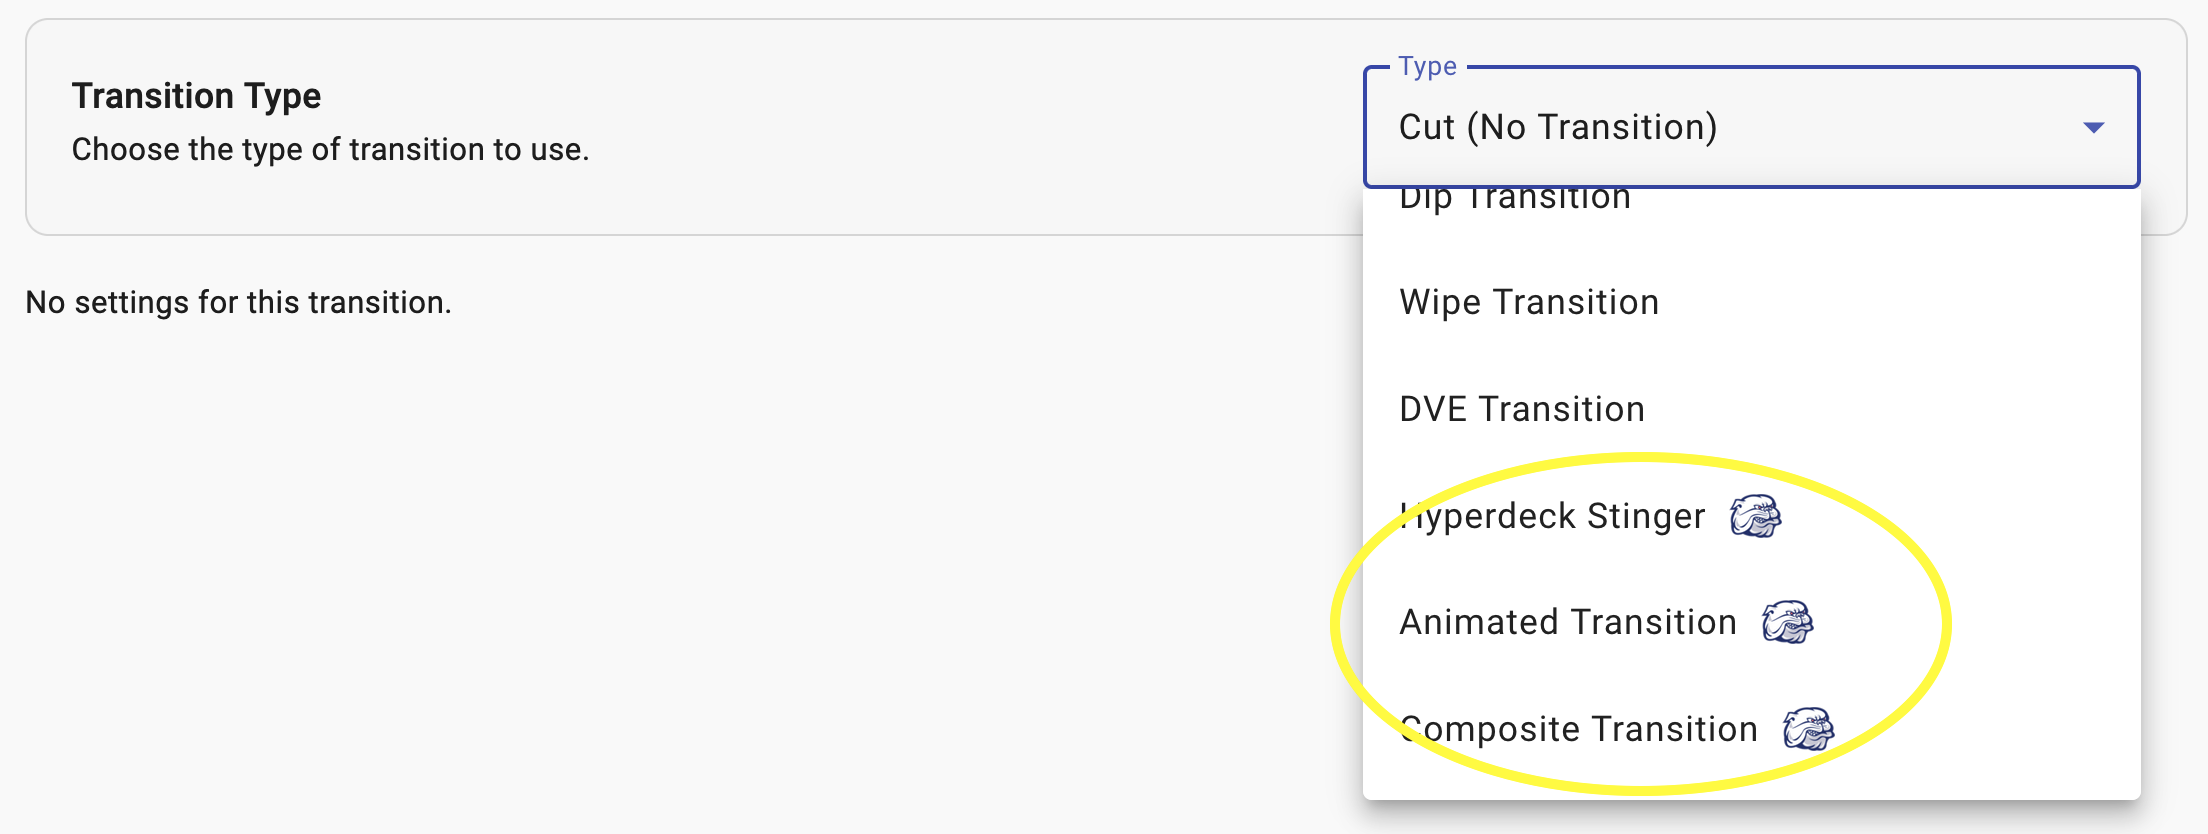 Transition Type
Choose the type of transition to use.
Type
Cut (No Transition)
Dip Transition
No settings for this transition.
Wipe Transition
DVE Transition
Hyperdeck Stinger
Animated Transition
Composite Transition